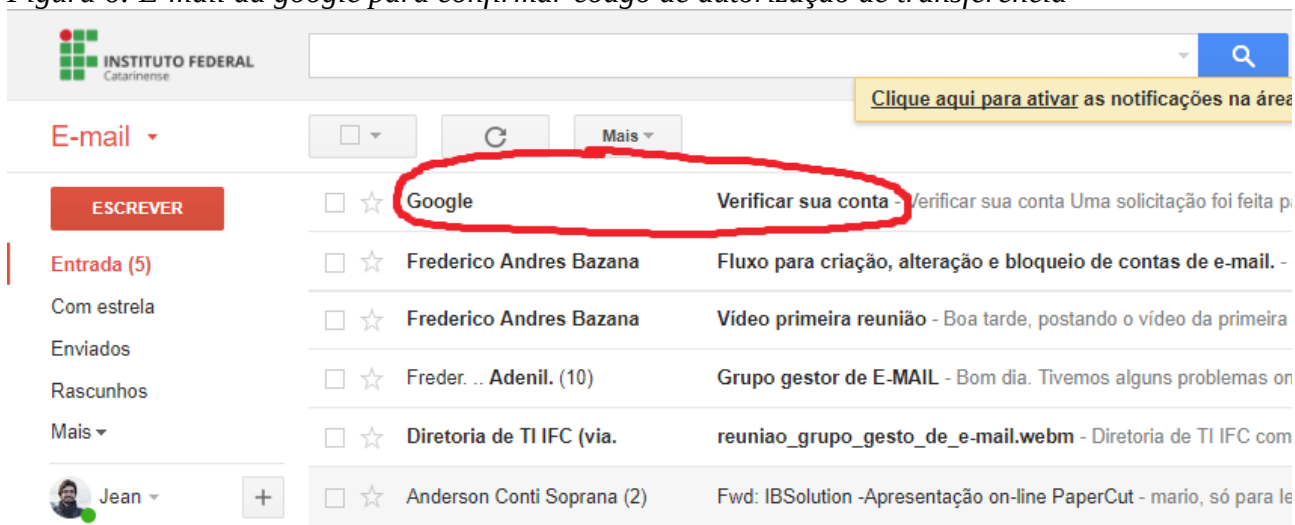 INSTITUTO FEDERAL
Catarinense
Clique aqui para ativar as notificações na área
E-mail
Mais
ESCREVER
Google Verificar sua conta - Verificar sua conta Uma solicitação foi feita
Entrada (5)
Frederico Andres Bazana Fluxo para criação, alteração e bloqueio de contas de e-mail. -
Com estrela
Frederico Andres Bazana Vídeo primeira reunião - Boa tarde, postando o vídeo da primeira
Enviados
Freder. .. Adenil. (10) Grupo gestor de E-MAIL - Bom dia. Tivemos alguns problemas
Rascunhos
Mais
Diretoria de TI IFC (via. reuniao_grupo_gesto_de_e-mail.webm - Diretoria de TI IFC com
Jean
Anderson Conti Soprana (2) Fwd: IBSolution -Apresentação on-line PaperCut - mario, só para